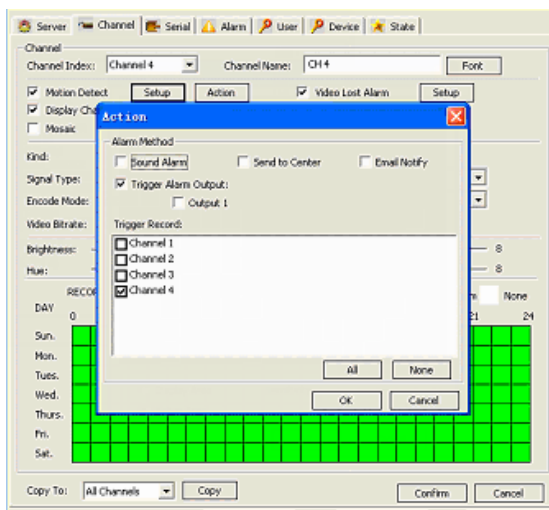 Server Channel Serial Alarm User Device State
Channel
Channel Index: Channel 4 Channel Name: CH4 Font
Motion Detect Setup Action Video Lost Alarm Setup
Display Cha
Mosaic
Action
Alarm Method
Kind: Sound Alarm Send to Center Email Notify
Signal Type: Trigger Alarm Output:
Encode Mode: Output 1
Video Bitrate: Trigger Record:
Brightness: Channel 1 8
Channel 2
Hue: Channel 3 8
Channel 4
RECOR None
DAY 0 21 24
Sun.
Mon.
Tues. All None
Wed. OK Cancel
Thurs.
Fri.
Sat.
Copy To: All Channels Copy Confirm Cancel